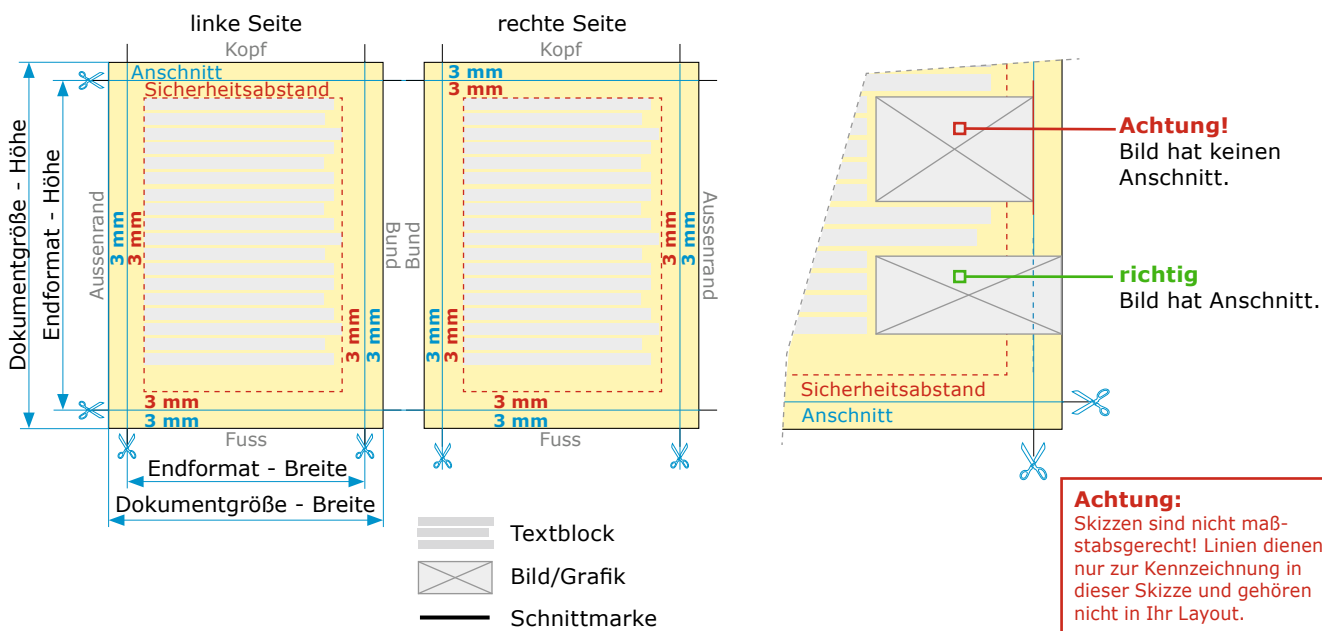 linke Seite
Kopf
Anschnitt
Sicherheitsabstand
Dokumentgröße - Höhe
Endformat - Höhe
Aussenrand
3 mm
3 mm
3 mm
3 mm
Bund
3 mm
3 mm
Fuss
Endformat - Breite
Dokumentgröße - Breite
rechte Seite
Kopf
3 mm
3 mm
Bund
3 mm
3 mm
3 mm
3 mm
Aussenrand
3 mm
3 mm
Fuss
Textblock
Bild/Grafik
Schnittmarke
Achtung!
Bild hat keinen
Anschnitt.
richtig
Bild hat Anschnitt.
Sicherheitsabstand
Anschnitt
Achtung:
Skizzen sind nicht maß-
stabsgerecht! Linien dienen
nur zur Kennzeichnung in
dieser Skizze und gehören
nicht in Ihr Layout.